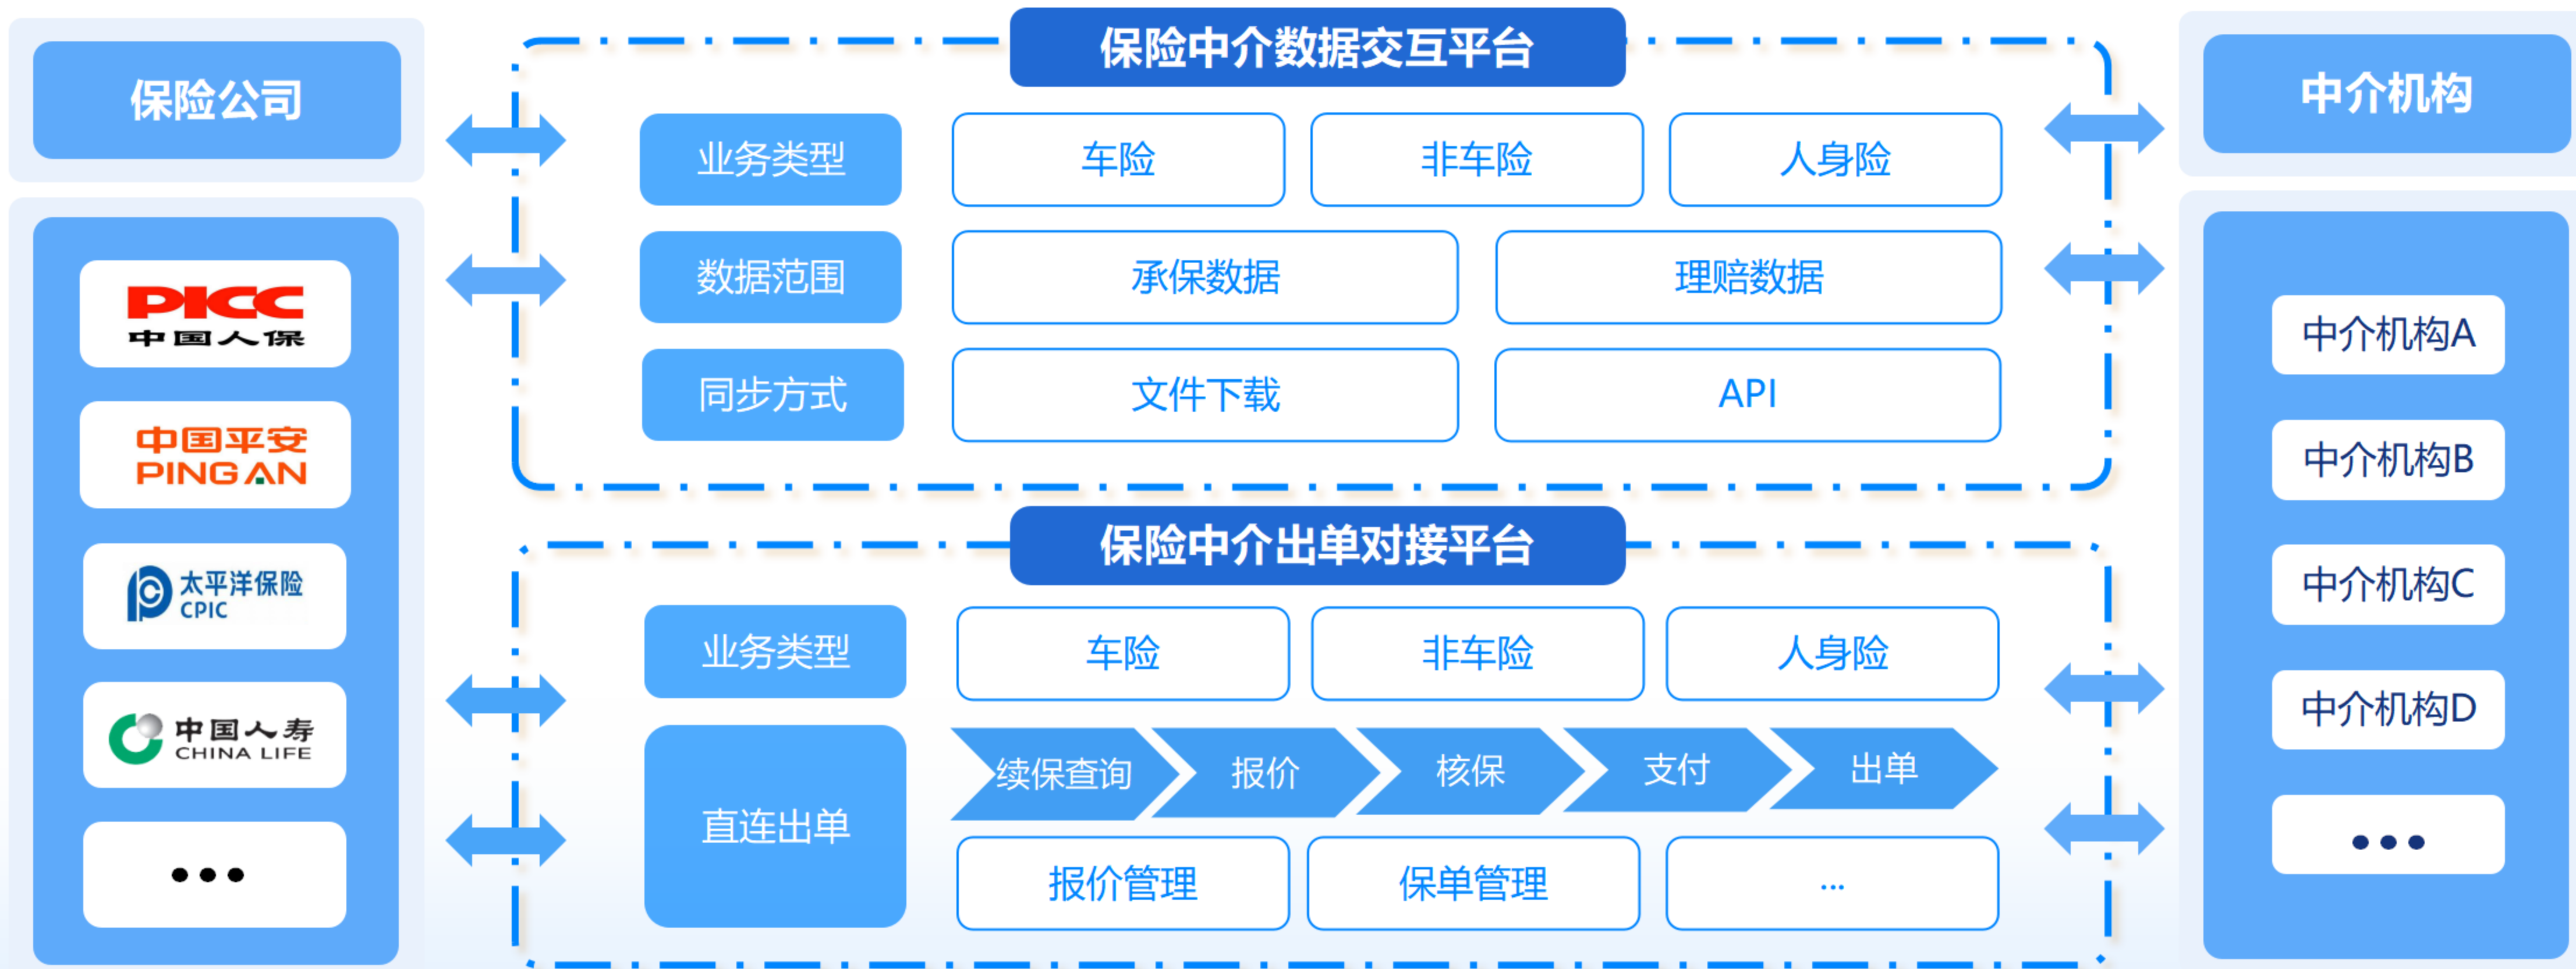 保险公司
PICC
中国人保
中国平安
PING AN
太平洋保险
CPIC
中国人寿
CHINA LIFE
•••
保险中介数据交互平台
业务类型
车险
非车险
人身险
数据范围
承保数据
理赔数据
同步方式
文件下载
API
保险中介出单对接平台
业务类型
车险
非车险
人身险
直连出单
续保查询
报价
核保
支付
出单
报价管理
保单管理
...
中介机构
中介机构A
中介机构B
中介机构C
中介机构D
•••